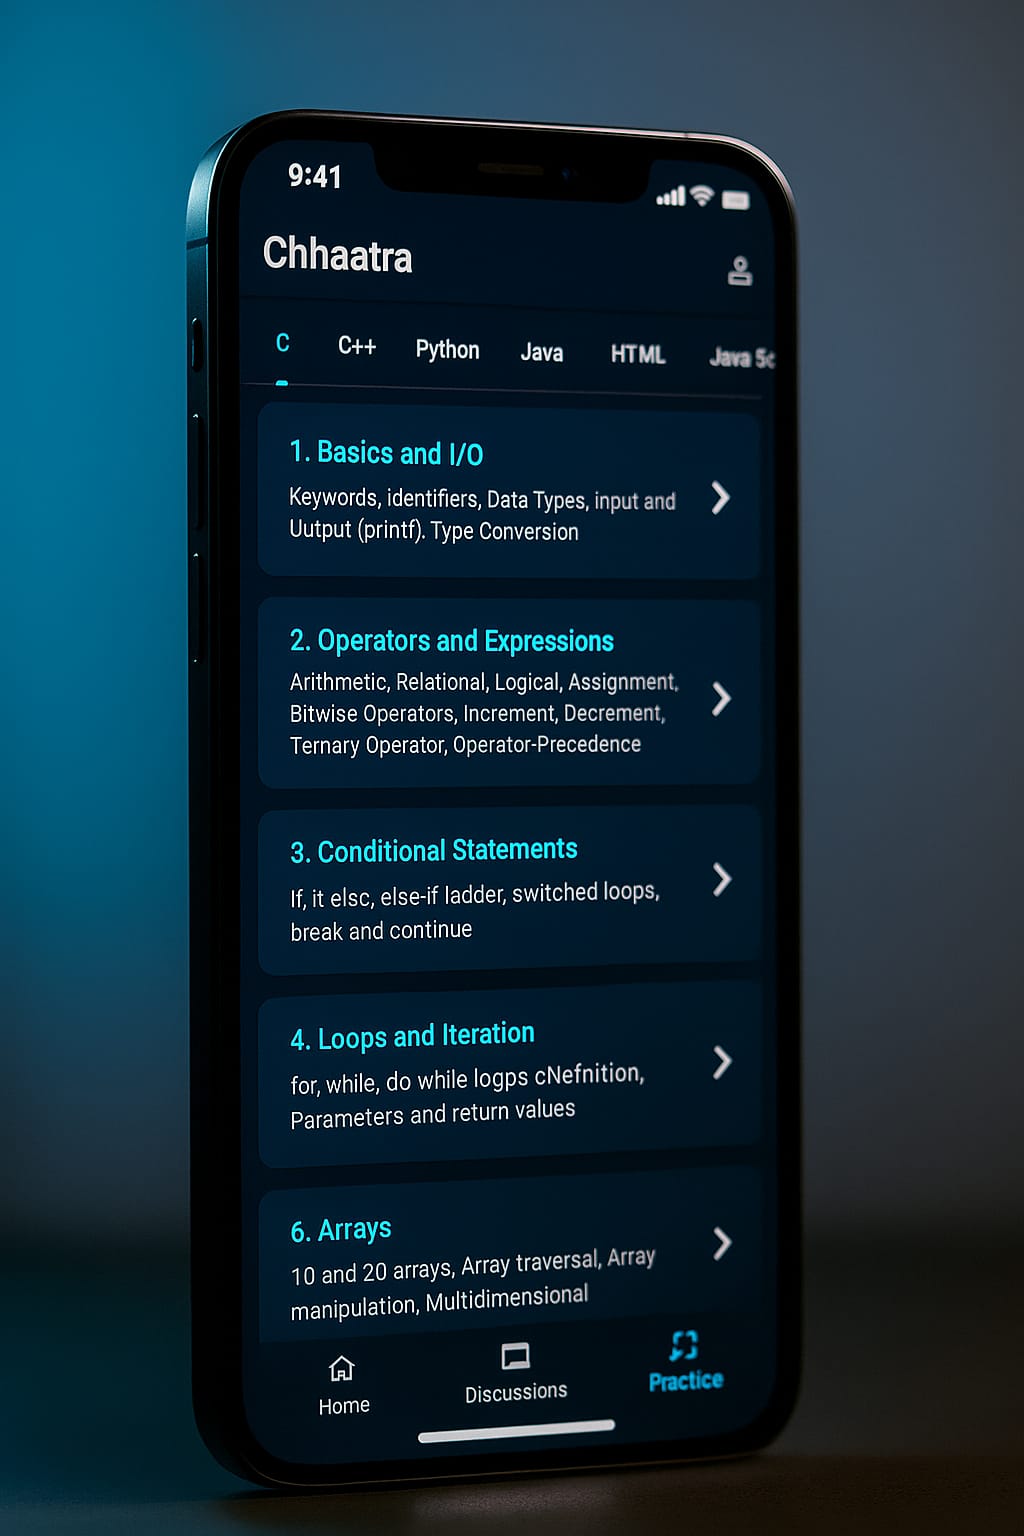 9:41
Chhaatra
C C++ Python Java HTML Java Sc
1. Basics and I/O
Keywords, identifiers, Data Types, input and
Uutput (printf). Type Conversion
2. Operators and Expressions
Arithmetic, Relational, Logical, Assignment,
Bitwise Operators, Increment, Decrement,
Ternary Operator, Operator-Precedence
3. Conditional Statements
If, it elsc, else-if ladder, switched loops,
break and continue
4. Loops and Iteration
for, while, do while logps cNefnition,
Parameters and return values
6. Arrays
10 and 20 arrays, Array traversal, Array
manipulation, Multidimensional
Home Discussions Practice